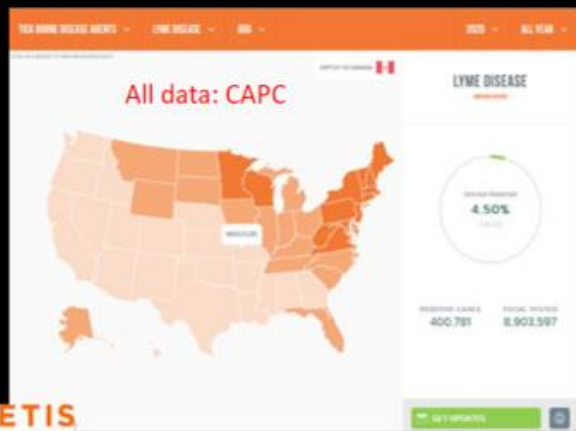 TICK BORNE DISEASE AGENTS LYME DISEASE DOG 2020 ALL YEAR
SWITCH TO CANADA
All data: CAPC
LYME DISEASE
MISSOURI
4.50%
POSITIVE CASES TOTAL TESTED
400,781 8,903,597
ETIS
GET UPDATES